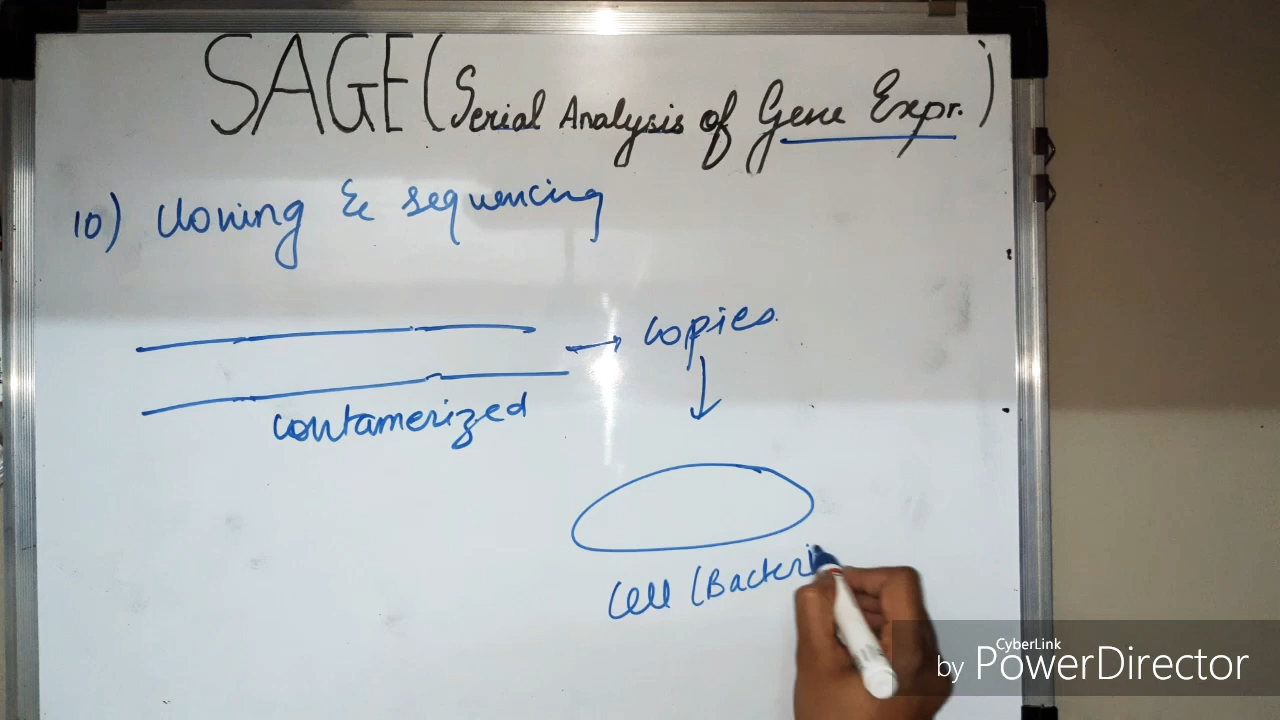 SAGE (Serial Analysis of Gene Expr.)
10) cloning & sequencing
→ copies
contamerized
Cell (Bacteri
CyberLink
by PowerDirector